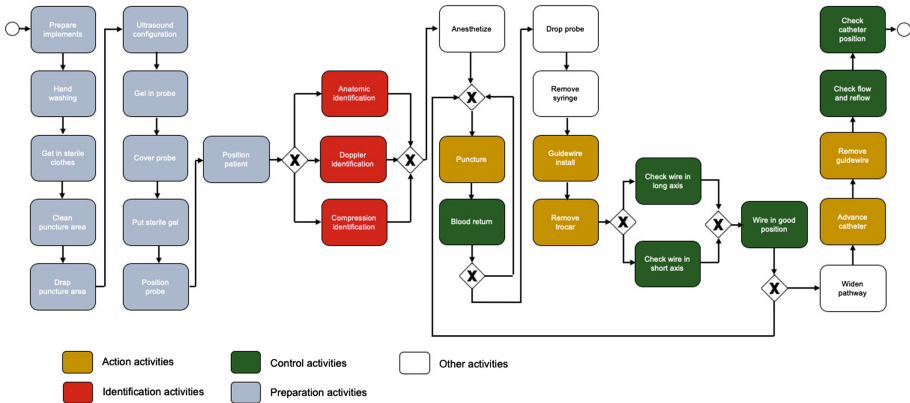 Prepare
implements
Hand
washing
Get in sterile
clothes
Clean
puncture area
Drap
puncture area
Ultrasound
configuration
Gel in probe
Cover probe
Put sterile gel
Position
probe
Position
patient
X
Anatomic
identification
Doppler
identification
Compression
identification
X
Anesthetize
X
Puncture
Blood return
X
Drop probe
Remove
syringe
Guidewire
install
Remove
trocar
X
Check wire in
long axis
Check wire in
short axis
X
Wire in good
position
X
Widen
pathway
Advance
catheter
Remove
guidewire
Check flow
and reflow
Check
catheter
position
Action activities
Control activities
Other activities
Identification activities
Preparation activities